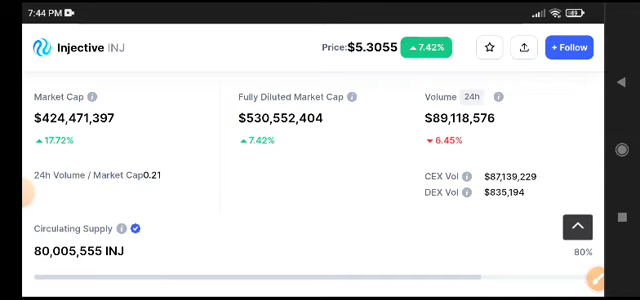 7:44 PM
Injective INJ
Price:$5.3055 7.42%
+ Follow
Market Cap
$424,471,397
17.72%
24h Volume / Market Cap0.21
Fully Diluted Market Cap
$530,552,404
7.42%
Volume 24h
$89,118,576
6.45%
CEX Vol $87,139,229
DEX Vol $835,194
Circulating Supply
80,005,555 INJ
80%